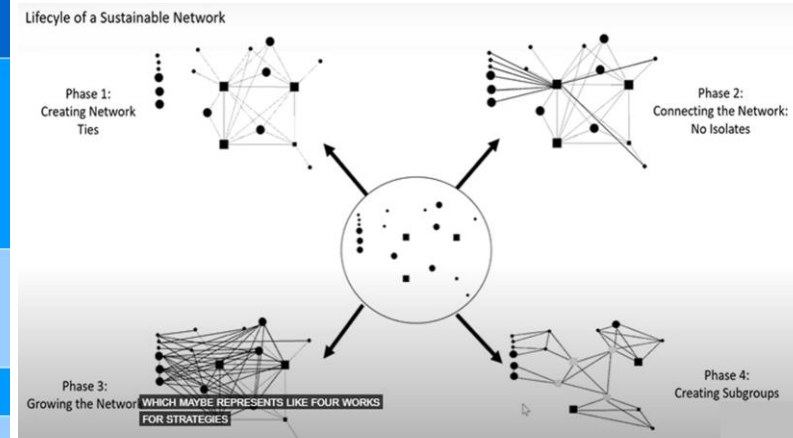 Lifecyle of a Sustainable Network
Phase 1:
Creating Network
Ties
Phase 2:
Connecting the Network:
No Isolates
Phase 3:
Growing the Network
WHICH MAYBE REPRESENTS LIKE FOUR WORKS
FOR STRATEGIES
Phase 4:
Creating Subgroups